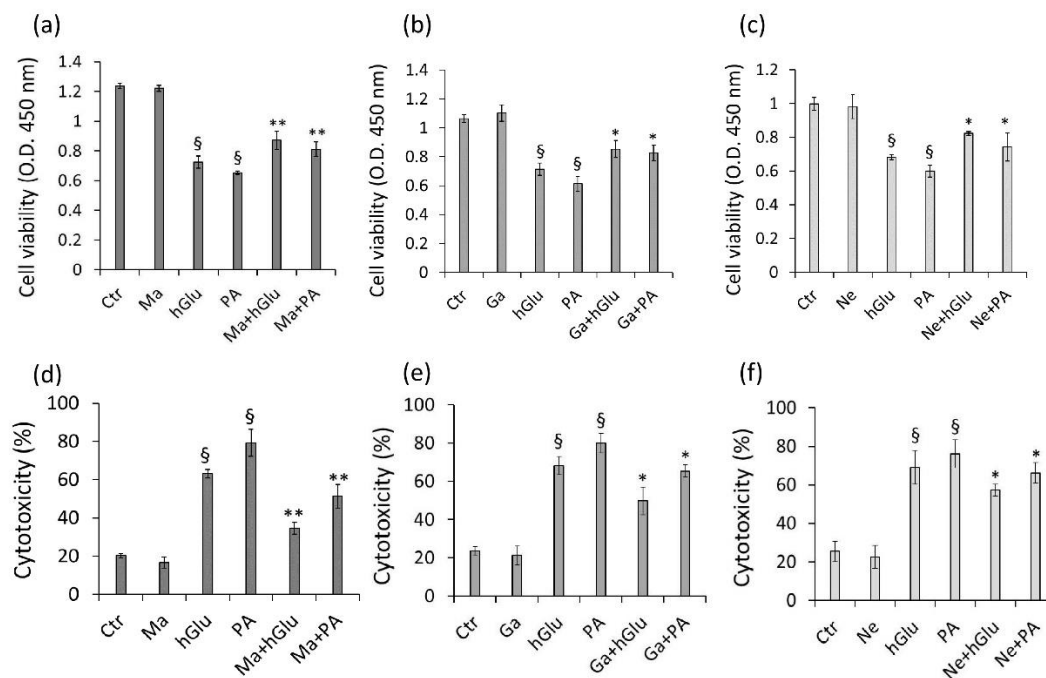 (a)
Cell viability (O.D. 450 nm)
1.4
1.2
1
0.8
0.6
0.4
0.2
0
§
§
**
**
Ctr
Ma
hGlu
PA
Ma+hGlu
Ma+PA
(b)
Cell viability (O.D. 450 nm)
1.4
1.2
1
0.8
0.6
0.4
0.2
0
§
§
*
*
Ctr
Ga
hGlu
PA
Ga+hGlu
Ga+PA
(c)
Cell viability (O.D. 450 nm)
1.2
1
0.8
0.6
0.4
0.2
0
§
§
*
*
Ctr
Ne
hGlu
PA
Ne+hGlu
Ne+PA
(d)
Cytotoxicity (%)
100
80
60
40
20
0
§
§
**
**
Ctr
Ma
hGlu
PA
Ma+hGlu
Ma+PA
(e)
Cytotoxicity (%)
100
80
60
40
20
0
§
§
*
*
Ctr
Ga
hGlu
PA
Ga+hGlu
Ga+PA
(f)
Cytotoxicity (%)
100
80
60
40
20
0
§
§
*
*
Ctr
Ne
hGlu
PA
Ne+hGlu
Ne+PA